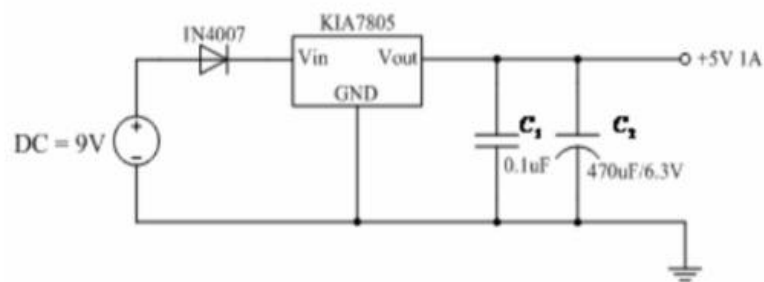 IN4007
KIA7805
Vin
Vout
GND
+5V 1A
DC = 9V
+
-
C₁
0.1uF
C₂
470uF/6.3V